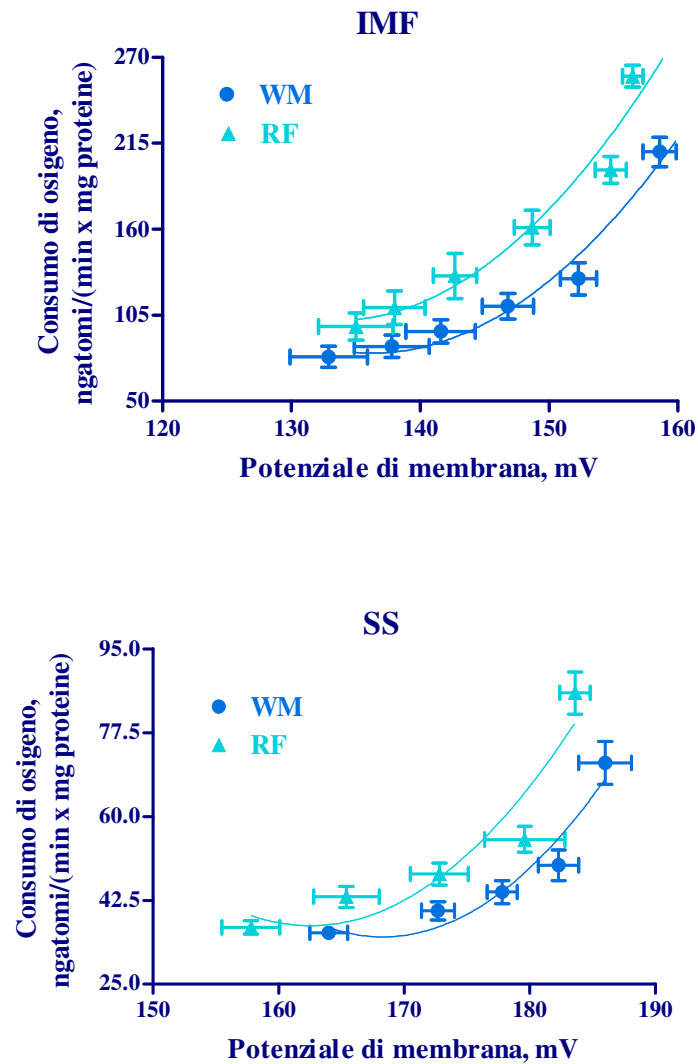 IMF
Consumo di osigeno,
ngatomi/(min x mg proteine)
270
215
160
105
50
WM
RF
120 130 140 150 160
Potenziale di membrana, mV
SS
Consumo di osigeno,
ngatomi/(min x mg proteine)
95.0
77.5
60.0
42.5
25.0
WM
RF
150 160 170 180 190
Potenziale di membrana, mV